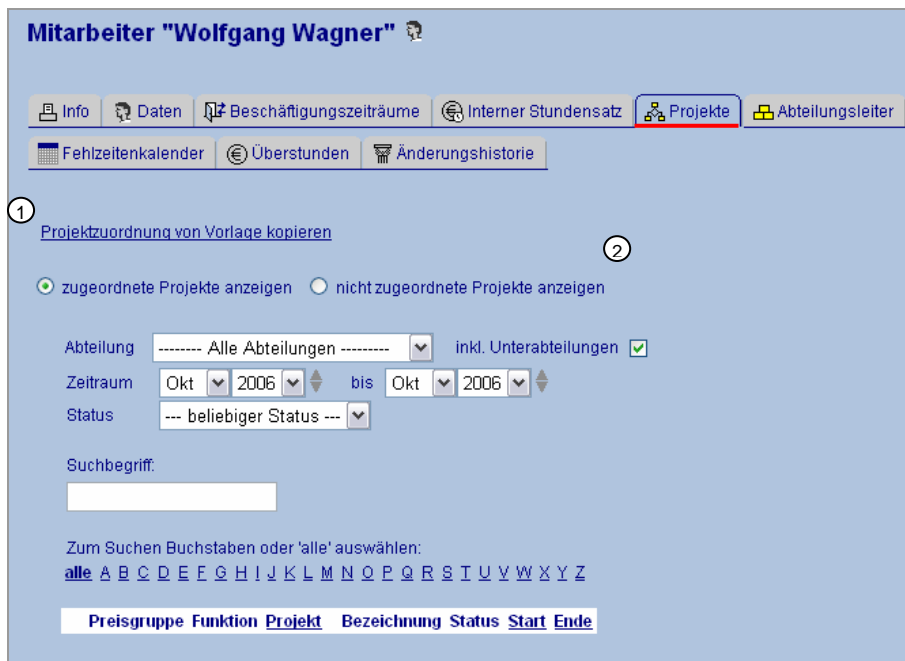 Mitarbeiter "Wolfgang Wagner"
Info Daten Beschäftigungszeiträume Interner Stundensatz Projekte Abteilungsleiter
Fehlzeitenkalender Überstunden Änderungshistorie
1
Projektzuordnung von Vorlage kopieren
2
zugeordnete Projekte anzeigen nicht zugeordnete Projekte anzeigen
Abteilung -------- Alle Abteilungen --------- inkl. Unterabteilungen
Zeitraum Okt 2006 bis Okt 2006
Status --- beliebiger Status ---
Suchbegriff:
Zum Suchen Buchstaben oder 'alle' auswählen:
alle A B C D E F G H I J K L M N O P Q R S T U V W X Y Z
Preisgruppe Funktion Projekt Bezeichnung Status Start Ende